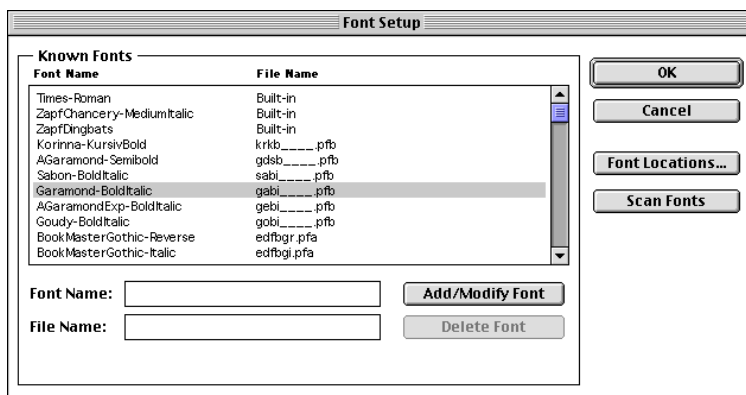 Font Setup
Known Fonts
Font Name File Name
Times-Roman Built-in
ZapfChancery-MediumItalic Built-in
ZapfDingbats Built-in
Korinna-KursivBold krkb____.pfb
AGaramond-Semibold gdsb____.pfb
Sabon-BoldItalic sabi____.pfb
Garamond-BoldItalic gabi____.pfb
AGaramondExp-BoldItalic gebi____.pfb
Goudy-BoldItalic gobi____.pfb
BookMasterGothic-Reverse edfbgr.pfa
BookMasterGothic-Italic edfbgi.pfa
Font Name: Add/Modify Font
File Name: Delete Font
OK
Cancel
Font Locations...
Scan Fonts